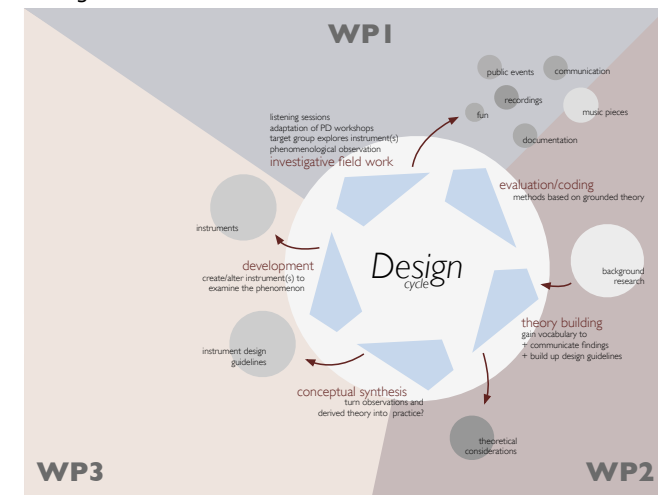 WP1
public events
communication
recordings
fun
music pieces
documentation
listening sessions
adaptation of PD workshops
target group explores instrument(s)
phenomenological observation
investigative field work
evaluation/coding
methods based on grounded theory
instruments
development
create/alter instrument(s) to
examine the phenomenon
Design
cycle
background
research
theory building
gain vocabulary to
+ communicate findings
+ build up design guidelines
instrument design
guidelines
conceptual synthesis
turn observations and
derived theory into practice?
theoretical
considerations
WP3
WP2